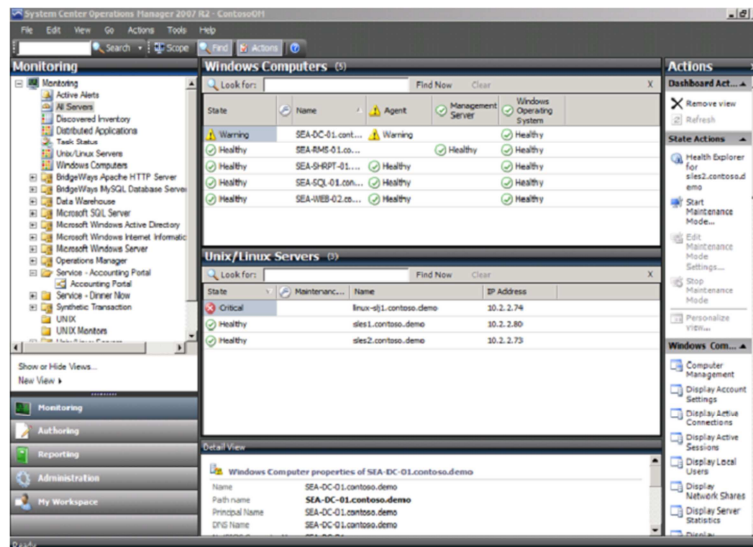 System Center Operations Manager 2007 R2 - ContosoOM
File Edit View Go Actions Tools Help
Search Scope Find Actions
Monitoring
Monitoring
Active Alerts
All Servers
Discovered Inventory
Distributed Applications
Task Status
Unix/Linux Servers
Windows Computers
BridgeWays Apache HTTP Server
BridgeWays MySQL Database Server
Data Warehouse
Microsoft SQL Server
Microsoft Windows Active Directory
Microsoft Windows Internet Informatic
Microsoft Windows Server
Operations Manager
Service - Accounting Portal
Accounting Portal
Service - Dinner Now
Synthetic Transaction
UNIX
UNIX Monitors
Show or Hide Views...
New View
Monitoring
Authoring
Reporting
Administration
My Workspace
Windows Computers (5)
Look for: Find Now Clear X
State Name Agent Management Server Windows Operating System
Warning SEA-DC-01.cont... Warning Healthy
Healthy SEA-RMS-01.co... Healthy Healthy
Healthy SEA-SHRPT-01.... Healthy Healthy
Healthy SEA-SQL-01.con... Healthy Healthy
Healthy SEA-WEB-02.co... Healthy Healthy
Unix/Linux Servers (3)
Look for: Find Now Clear X
State Maintenanc... Name IP Address
Critical linux-slj1.contoso.demo 10.2.2.74
Healthy sles1.contoso.demo 10.2.2.80
Healthy sles2.contoso.demo 10.2.2.73
Detail View
Windows Computer properties of SEA-DC-01.contoso.demo
Name SEA-DC-01.contoso.demo
Path name SEA-DC-01.contoso.demo
Principal Name SEA-DC-01.contoso.demo
DNS Name SEA-DC-01.contoso.demo
Actions
Dashboard Act...
Remove view
Refresh
State Actions
Health Explorer
for
sles2.contoso.d
emo
Start
Maintenance
Mode...
Edit
Maintenance
Mode
Settings...
Stop
Maintenance
Mode
Personalize
view...
Windows Com...
Computer
Management
Display Account
Settings
Display Active
Connections
Display Active
Sessions
Display Local
Users
Display
Network Shares
Display Server
Statistics
Display
Ready